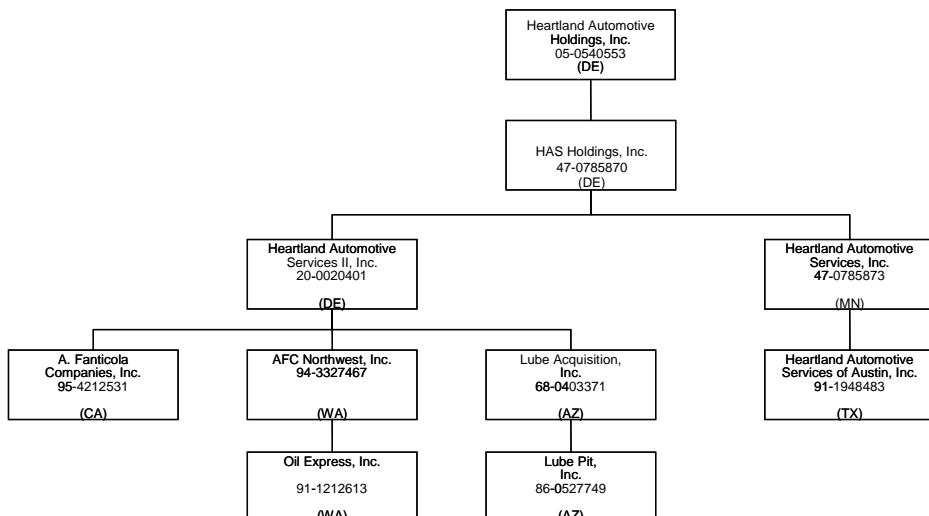 Heartland Automotive
Holdings, Inc.
05-0540553
(DE)
HAS Holdings, Inc.
47-0785870
(DE)
Heartland Automotive
Services II, Inc.
20-0020401
(DE)
Heartland Automotive
Services, Inc.
47-0785873
(MN)
A. Fanticola
Companies, Inc.
95-4212531
(CA)
AFC Northwest, Inc.
94-3327467
(WA)
Lube Acquisition,
Inc.
68-0403371
(AZ)
Heartland Automotive
Services of Austin, Inc.
91-1948483
(TX)
Oil Express, Inc.
91-1212613
(WA)
Lube Pit,
Inc.
86-0527749
(AZ)